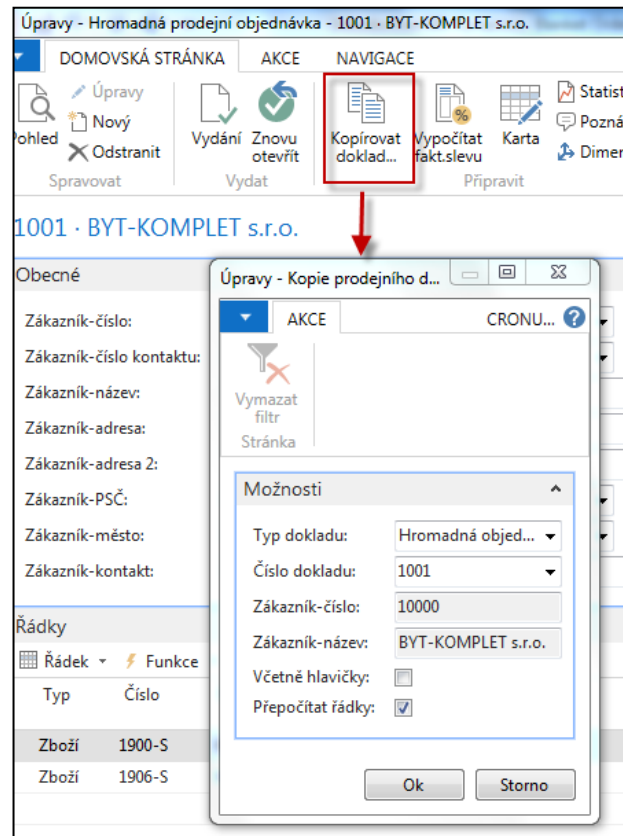 Úpravy - Hromadná prodejní objednávka - 1001 · BYT-KOMPLET s.r.o.
DOMOVSKÁ STRÁNKA AKCE NAVIGACE
Pohled
Úpravy
Nový
Odstranit
Spravovat
Vydání
Znovu
otevřít
Vydat
Kopírovat
doklad...
Vypočítat
fakt.slevu
Karta
Připravit
Statist
Pozná
Dimen
1001 · BYT-KOMPLET s.r.o.
Obecné
Zákazník-číslo:
Zákazník-číslo kontaktu:
Zákazník-název:
Zákazník-adresa:
Zákazník-adresa 2:
Zákazník-PSČ:
Zákazník-město:
Zákazník-kontakt:
Řádky
Řádek Funkce
Typ Číslo
Zboží 1900-S
Zboží 1906-S
Úpravy - Kopie prodejního d...
AKCE CRONU...
Vymazat
filtr
Stránka
Možnosti
Typ dokladu: Hromadná objed...
Číslo dokladu: 1001
Zákazník-číslo: 10000
Zákazník-název: BYT-KOMPLET s.r.o.
Včetně hlavičky:
Přepočítat řádky:
Ok Storno